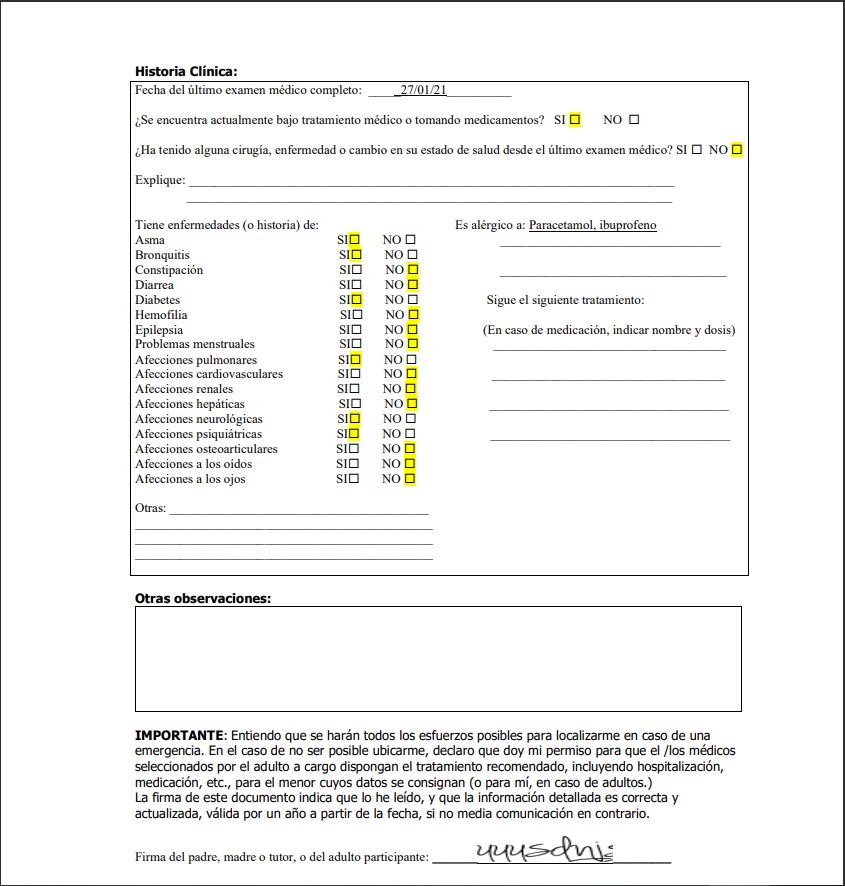 Historia Clínica:
Fecha del último examen médico completo: _____27/01/21__________
¿Se encuentra actualmente bajo tratamiento médico o tomando medicamentos? SI ☐ NO ☐
¿Ha tenido alguna cirugía, enfermedad o cambio en su estado de salud desde el último examen médico? SI ☐ NO ☐
Explique:
Tiene enfermedades (o historia) de: Es alérgico a: Paracetamol, ibuprofeno
Asma SI☐ NO ☐
Bronquitis SI☐ NO ☐
Constipación SI☐ NO ☐
Diarrea SI☐ NO ☐
Diabetes SI☐ NO ☐ Sigue el siguiente tratamiento:
Hemofilia SI☐ NO ☐
Epilepsia SI☐ NO ☐ (En caso de medicación, indicar nombre y dosis)
Problemas menstruales SI☐ NO ☐
Afecciones pulmonares SI☐ NO ☐
Afecciones cardiovasculares SI☐ NO ☐
Afecciones renales SI☐ NO ☐
Afecciones hepáticas SI☐ NO ☐
Afecciones neurológicas SI☐ NO ☐
Afecciones psiquiátricas SI☐ NO ☐
Afecciones osteoarticulares SI☐ NO ☐
Afecciones a los oídos SI☐ NO ☐
Afecciones a los ojos SI☐ NO ☐
Otras:
Otras observaciones:
IMPORTANTE: Entiendo que se harán todos los esfuerzos posibles para localizarme en caso de una
emergencia. En el caso de no ser posible ubicarme, declaro que doy mi permiso para que el /los médicos
seleccionados por el adulto a cargo dispongan el tratamiento recomendado, incluyendo hospitalización,
medicación, etc., para el menor cuyos datos se consignan (o para mí, en caso de adultos.)
La firma de este documento indica que lo he leído, y que la información detallada es correcta y
actualizada, válida por un año a partir de la fecha, si no media comunicación en contrario.
Firma del padre, madre o tutor, o del adulto participante: